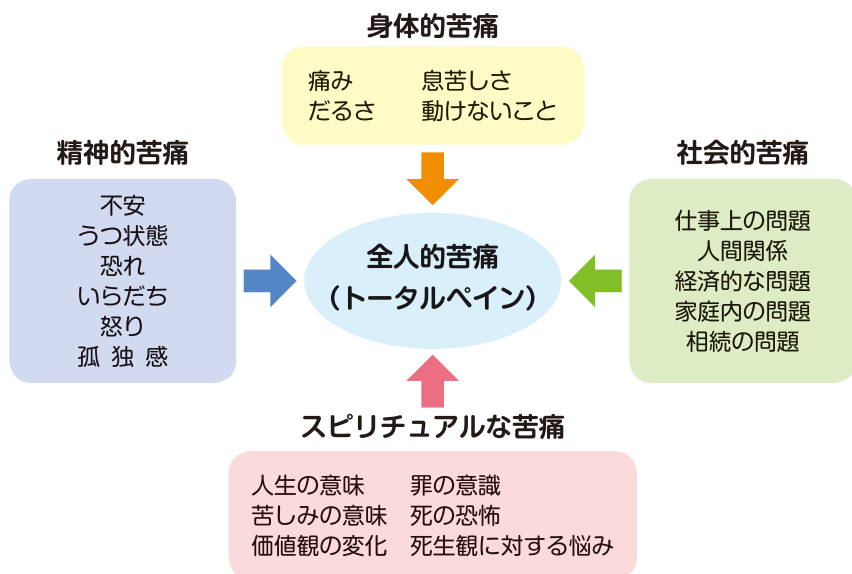 身体的苦痛
痛み 息苦しさ
だるさ 動けないこと
精神的苦痛
不安
うつ状態
恐れ
いらだち
怒り
孤 独 感
社会的苦痛
仕事上の問題
人間関係
経済的な問題
家庭内の問題
相続の問題
全人的苦痛
（トータルペイン）
スピリチュアルな苦痛
人生の意味 罪の意識
苦しみの意味 死の恐怖
価値観の変化 死生観に対する悩み